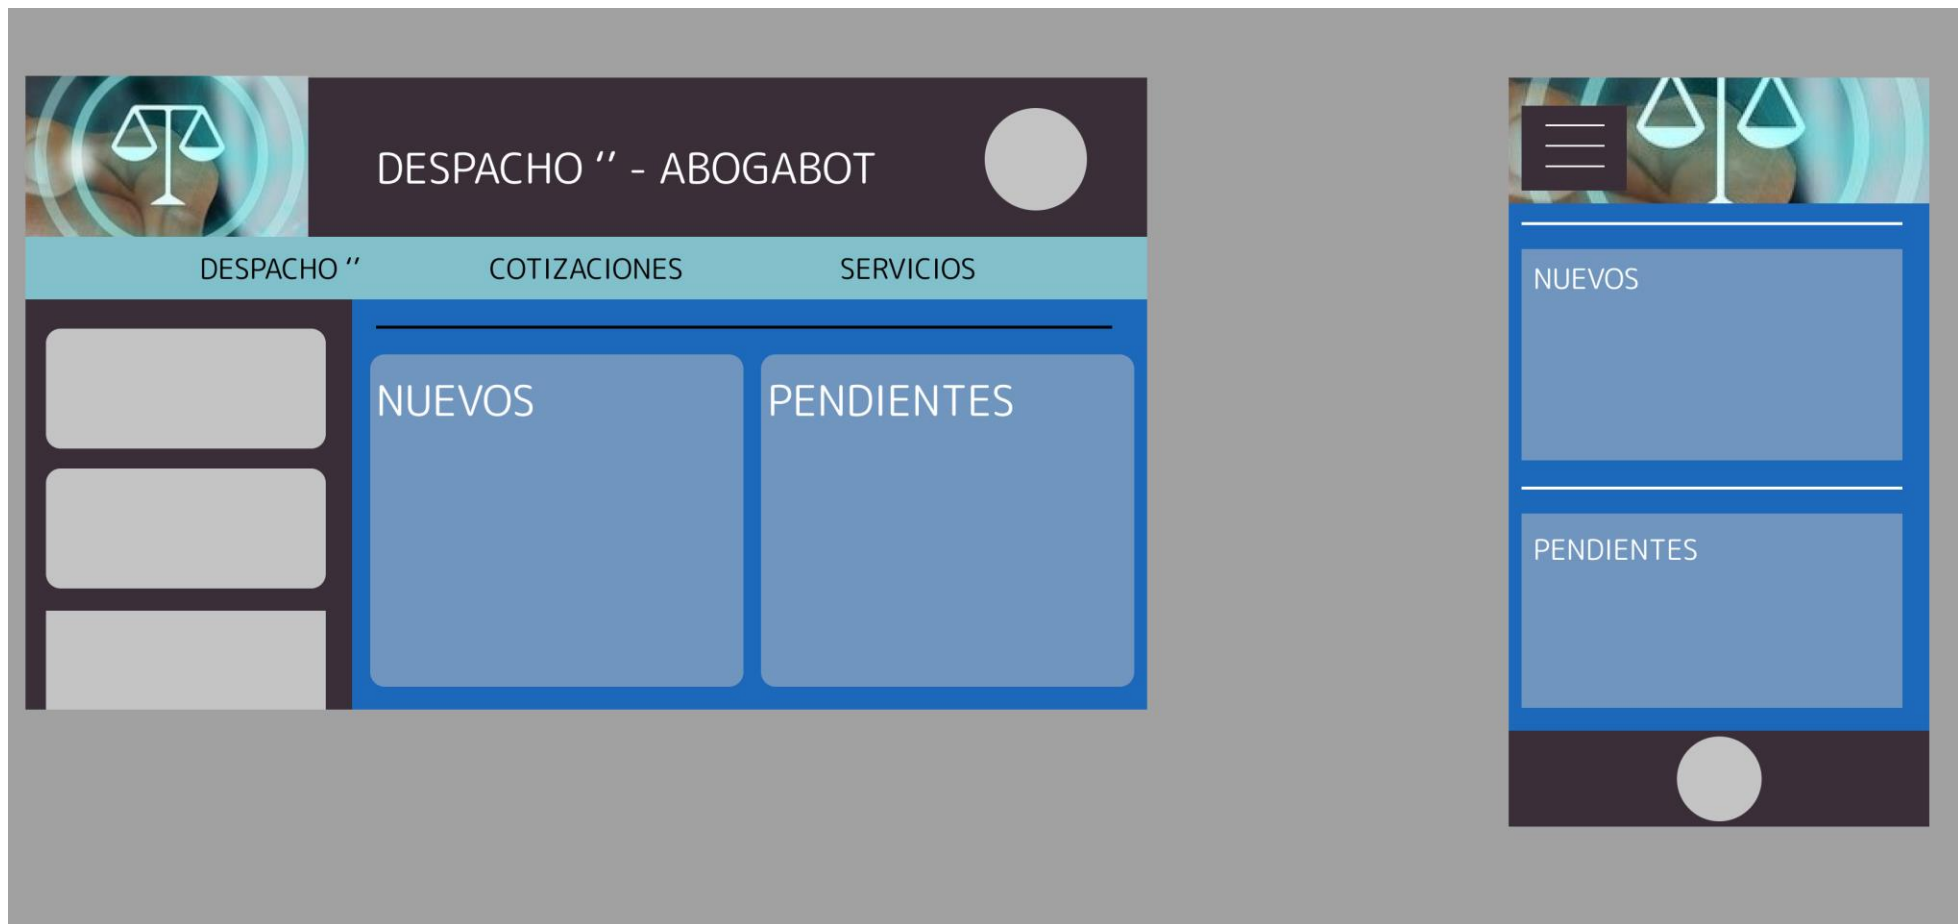 DESPACHO '' - ABOGABOT
DESPACHO '' COTIZACIONES SERVICIOS
NUEVOS PENDIENTES
NUEVOS
PENDIENTES